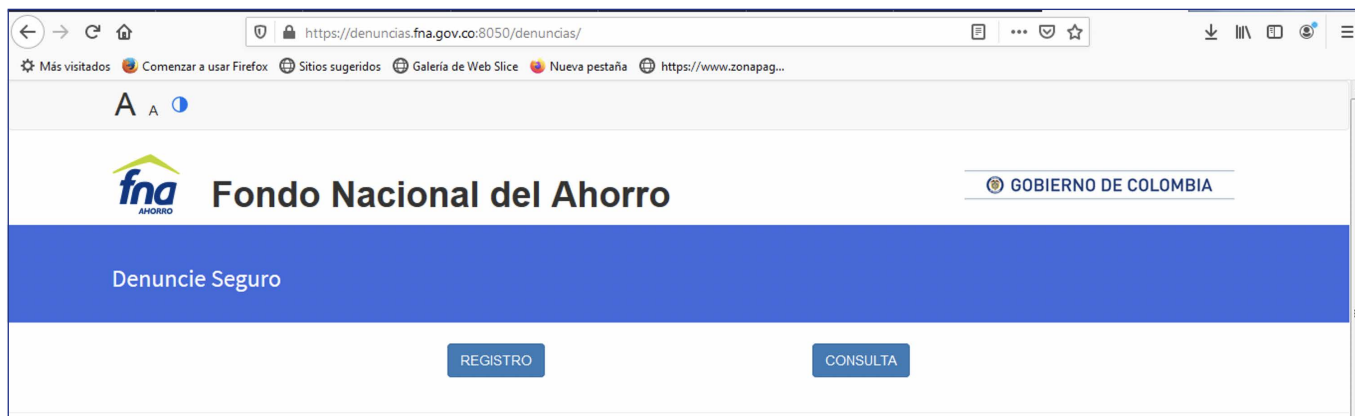 https://denuncias.fna.gov.co:8050/denuncias/
Más visitados Comenzar a usar Firefox Sitios sugeridos Galería de Web Slice Nueva pestaña https://www.zonapag...
A A
fna
AHORRO
Fondo Nacional del Ahorro
GOBIERNO DE COLOMBIA
Denuncie Seguro
REGISTRO CONSULTA